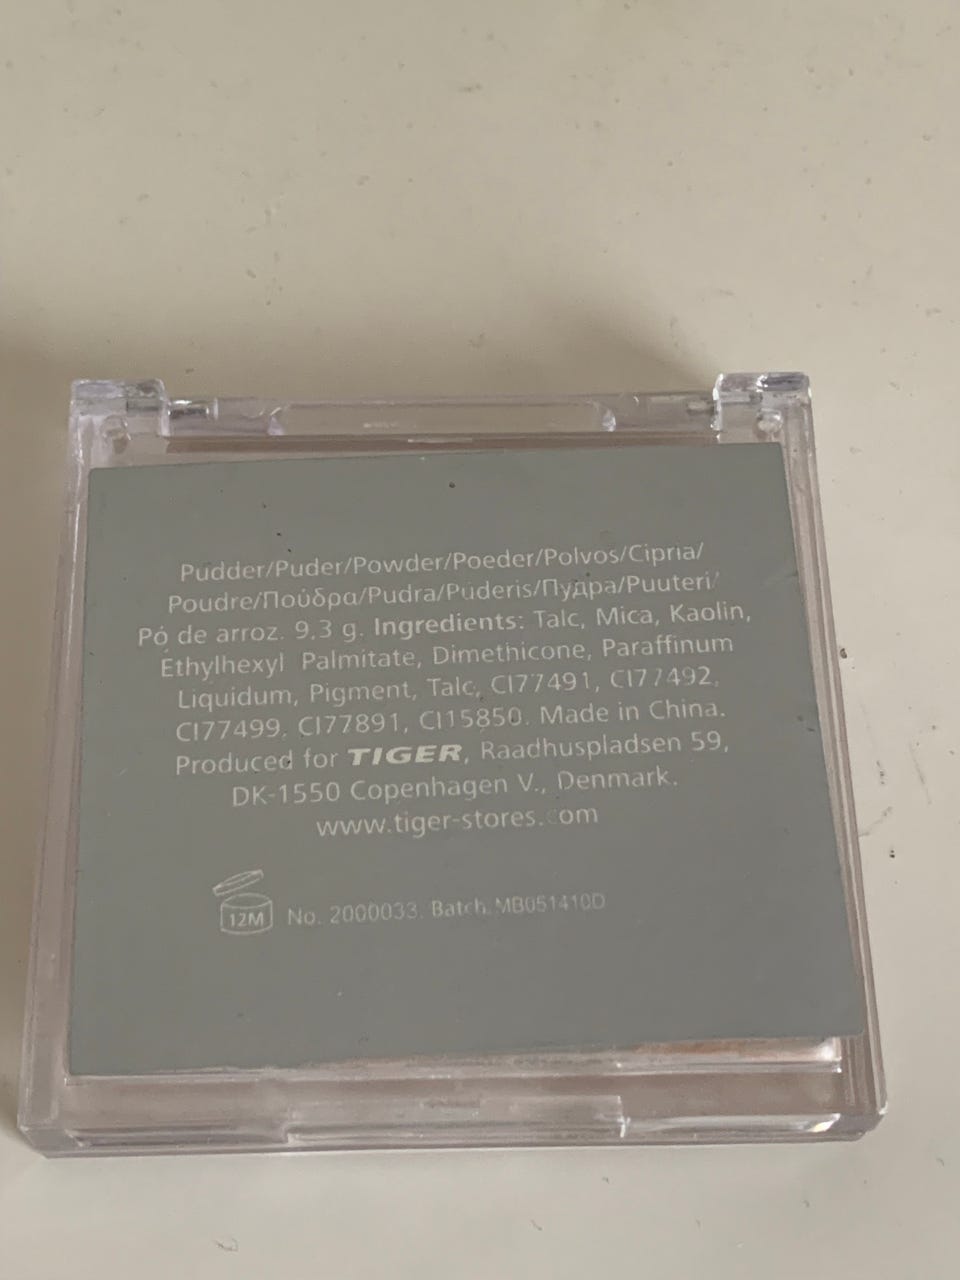 Pudder/Puder/Powder/Poeder/Polvos/Cipria/
Poudre/Πούδρα/Pudra/Pūderis/Пудра/Puuteri/
Pó de arroz. 9.3 g. Ingredients: Talc, Mica, Kaolin,
Ethylhexyl Palmitate, Dimethicone, Paraffinum
Liquidum, Pigment, Talc, CI77491, CI77492,
CI77499, CI77891, CI15850. Made in China.
Produced for TIGER, Raadhuspladsen 59,
DK-1550 Copenhagen V., Denmark.
www.tiger-stores.com
12M No. 2000033. Batch.MB051410D